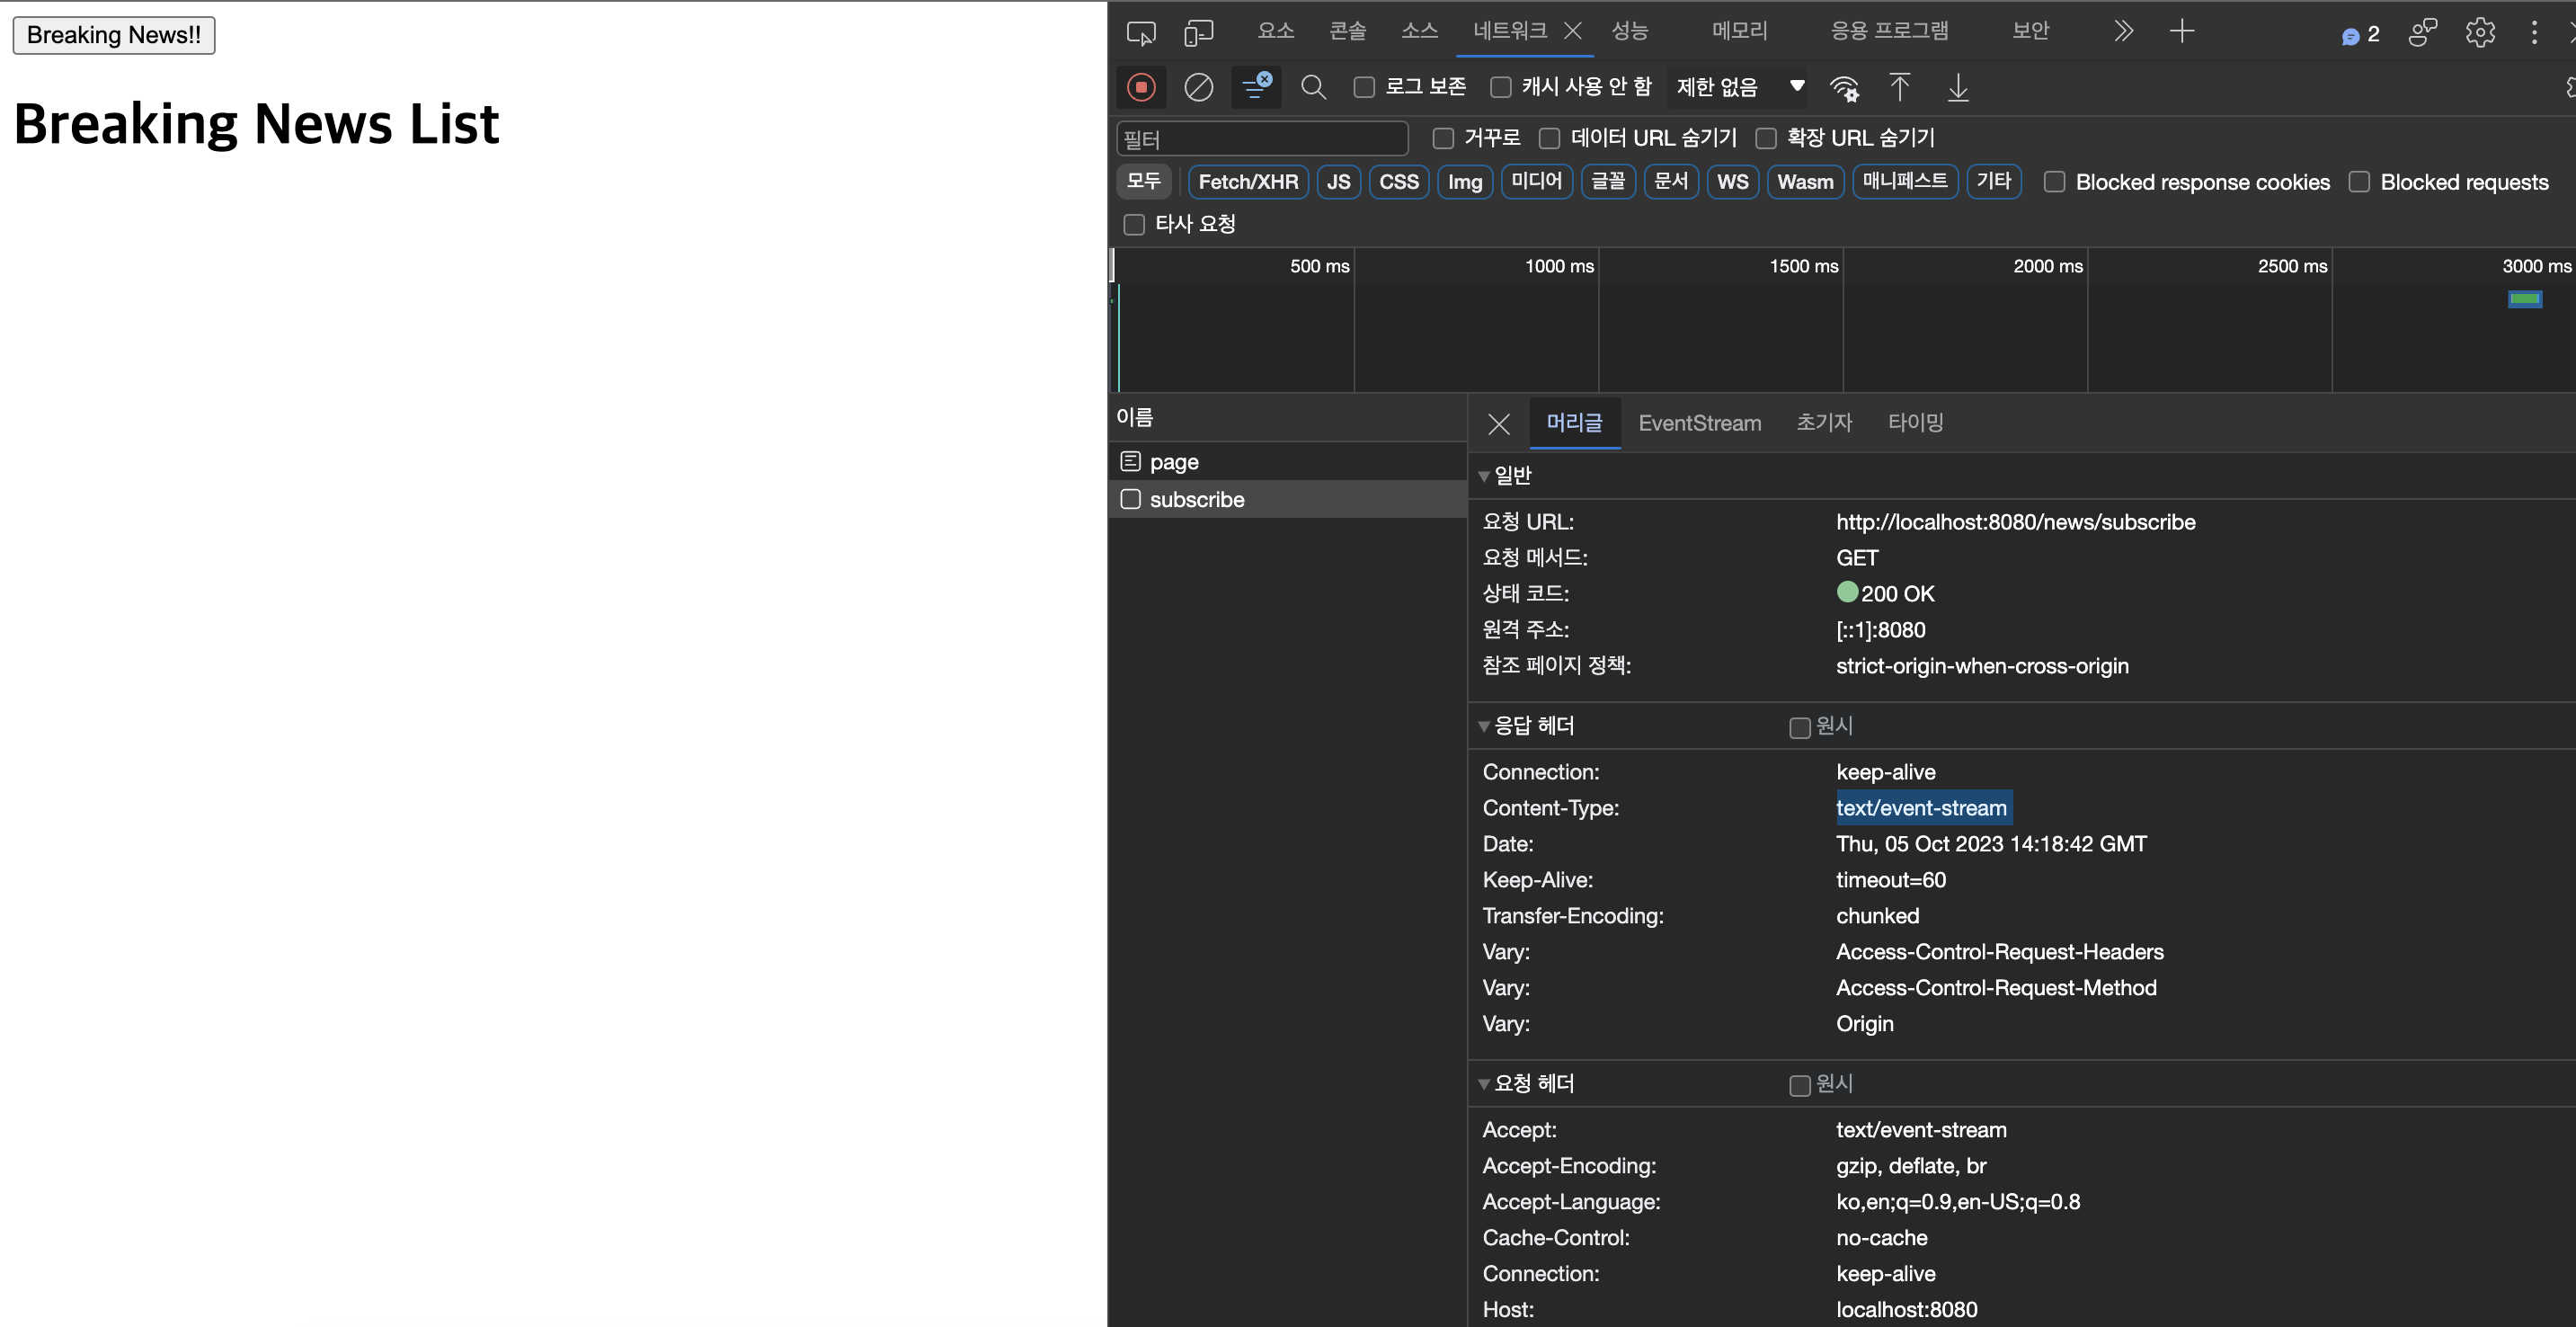 Breaking News!!
Breaking News List
요소 콘솔 소스 네트워크 성능 메모리 응용 프로그램 보안 2
로그 보존 캐시 사용 안 함 제한 없음
필터 거꾸로 데이터 URL 숨기기 확장 URL 숨기기
모두 Fetch/XHR JS CSS Img 미디어 글꼴 문서 WS Wasm 매니페스트 기타 Blocked response cookies Blocked requests
타사 요청
500 ms 1000 ms 1500 ms 2000 ms 2500 ms 3000 ms
이름
page
subscribe
머리글 EventStream 초기자 타이밍
일반
요청 URL: http://localhost:8080/news/subscribe
요청 메서드: GET
상태 코드: 200 OK
원격 주소: [::1]:8080
참조 페이지 정책: strict-origin-when-cross-origin
응답 헤더 원시
Connection: keep-alive
Content-Type: text/event-stream
Date: Thu, 05 Oct 2023 14:18:42 GMT
Keep-Alive: timeout=60
Transfer-Encoding: chunked
Vary: Access-Control-Request-Headers
Vary: Access-Control-Request-Method
Vary: Origin
요청 헤더 원시
Accept: text/event-stream
Accept-Encoding: gzip, deflate, br
Accept-Language: ko,en;q=0.9,en-US;q=0.8
Cache-Control: no-cache
Connection: keep-alive
Host: localhost:8080